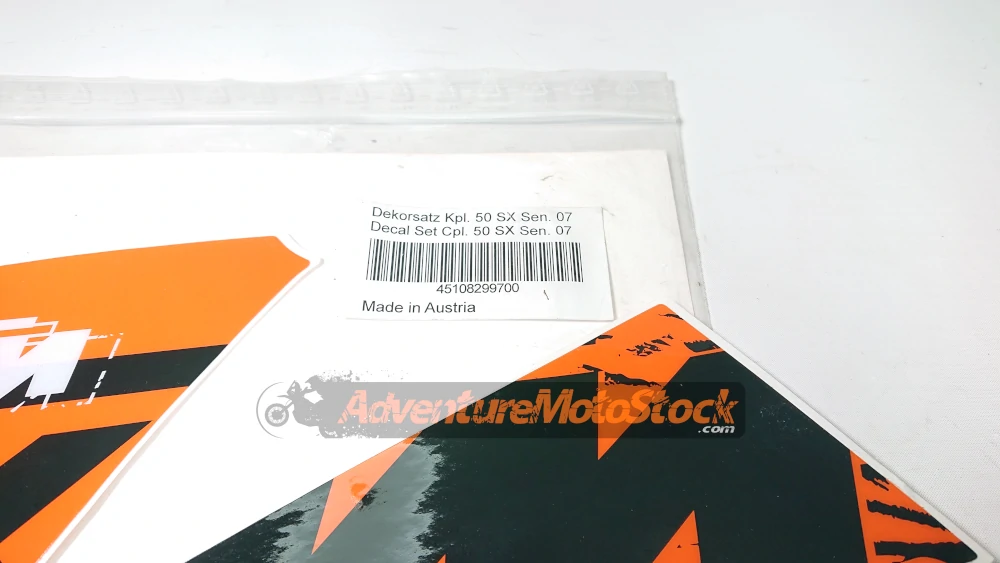 Dekorsatz Kpl. 50 SX Sen. 07
Decal Set Cpl. 50 SX Sen. 07
45108299700
Made in Austria
AdventureMotoStock
.com